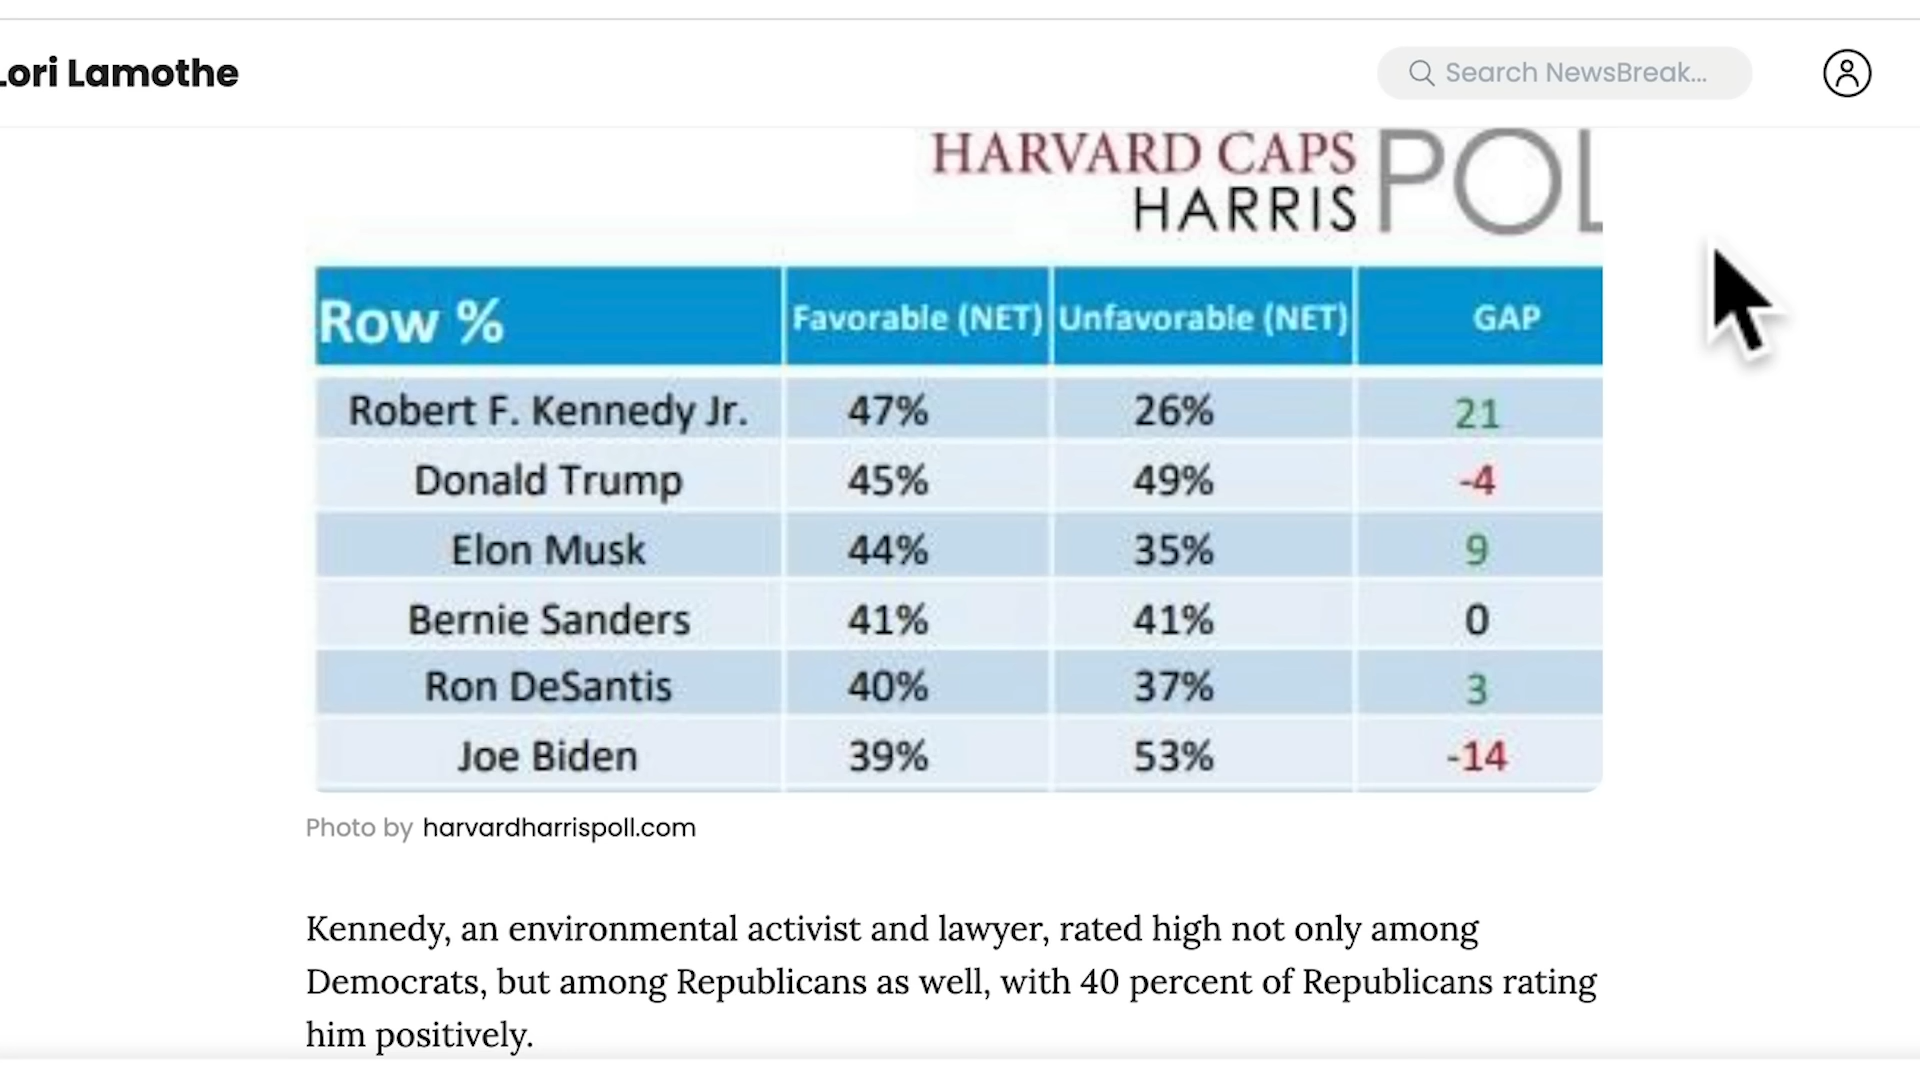 Lori Lamothe
Search NewsBreak...
HARVARD CAPS
HARRIS POL
Row % Favorable (NET) Unfavorable (NET) GAP
Robert F. Kennedy Jr. 47% 26% 21
Donald Trump 45% 49% -4
Elon Musk 44% 35% 9
Bernie Sanders 41% 41% 0
Ron DeSantis 40% 37% 3
Joe Biden 39% 53% -14
Photo by harvardharrispoll.com
Kennedy, an environmental activist and lawyer, rated high not only among
Democrats, but among Republicans as well, with 40 percent of Republicans rating
him positively.